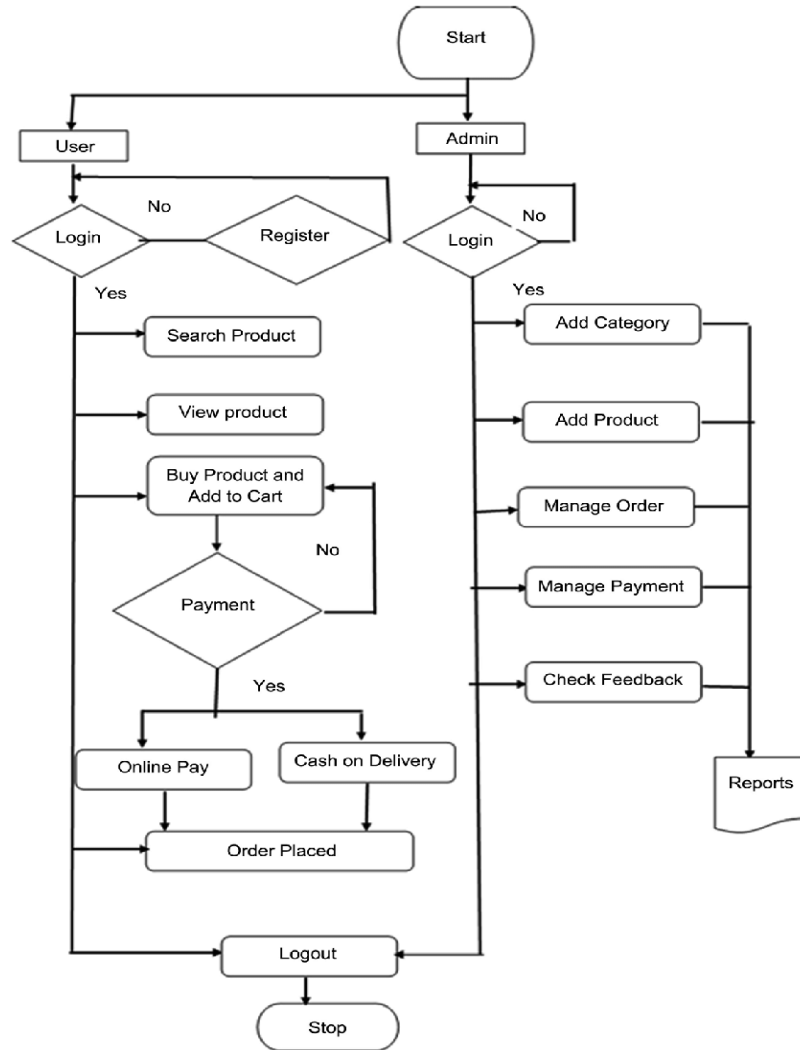 Start
User
Admin
No
Login
Register
No
Login
Yes
Yes
Search Product
Add Category
View product
Add Product
Buy Product and
Add to Cart
Manage Order
No
Payment
Manage Payment
Yes
Check Feedback
Online Pay
Cash on Delivery
Reports
Order Placed
Logout
Stop